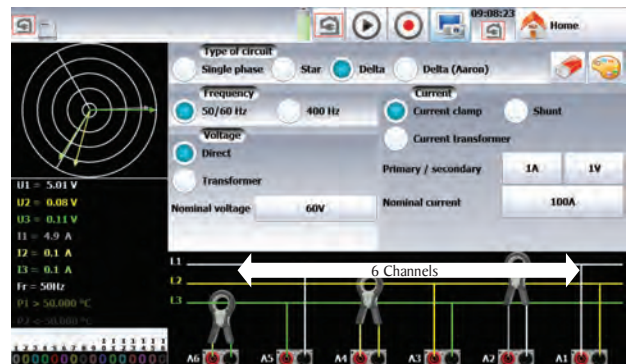 09:08:23
Home
Type of circuit
Single phase Star Delta Delta (Aaron)
Frequency
50/60 Hz 400 Hz
Voltage
Direct
Transformer
Nominal voltage 60V
Current
Current clamp Shunt
Current transformer
Primary / secondary 1A 1V
Nominal current 100A
U1 = 5.01 V
U2 = 0.08 V
U3 = 0.11 V
I1 = 4.9 A
I2 = 0.1 A
I3 = 0.1 A
Fr = 50Hz
P1 > 50.000 °C
P2 < 50.000 °C
L1
L2
L3
6 Channels
A6 A5 A4 A3 A2 A1